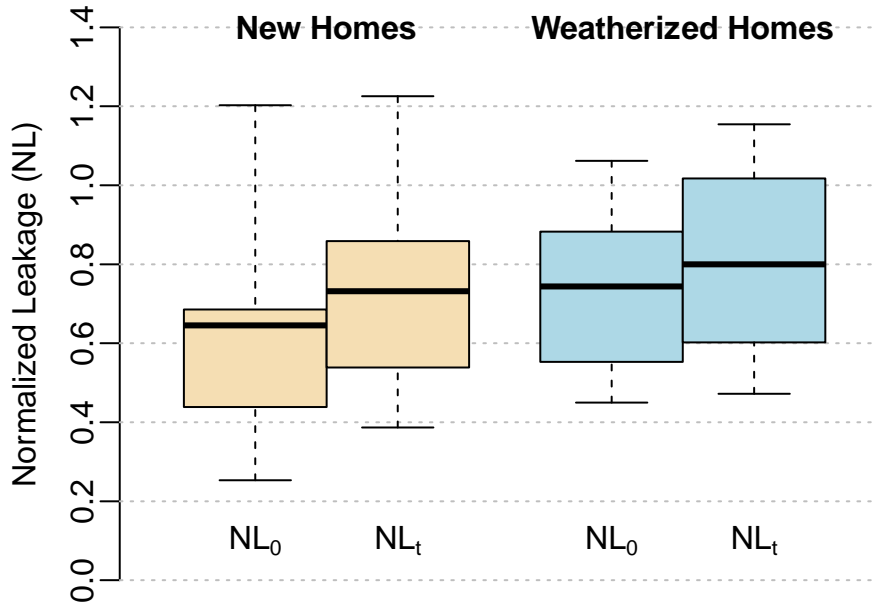 New Homes Weatherized Homes
Normalized Leakage (NL)
1.4
1.2
1.0
0.8
0.6
0.4
0.2
0.0
NL₀ NLₜ NL₀ NLₜ